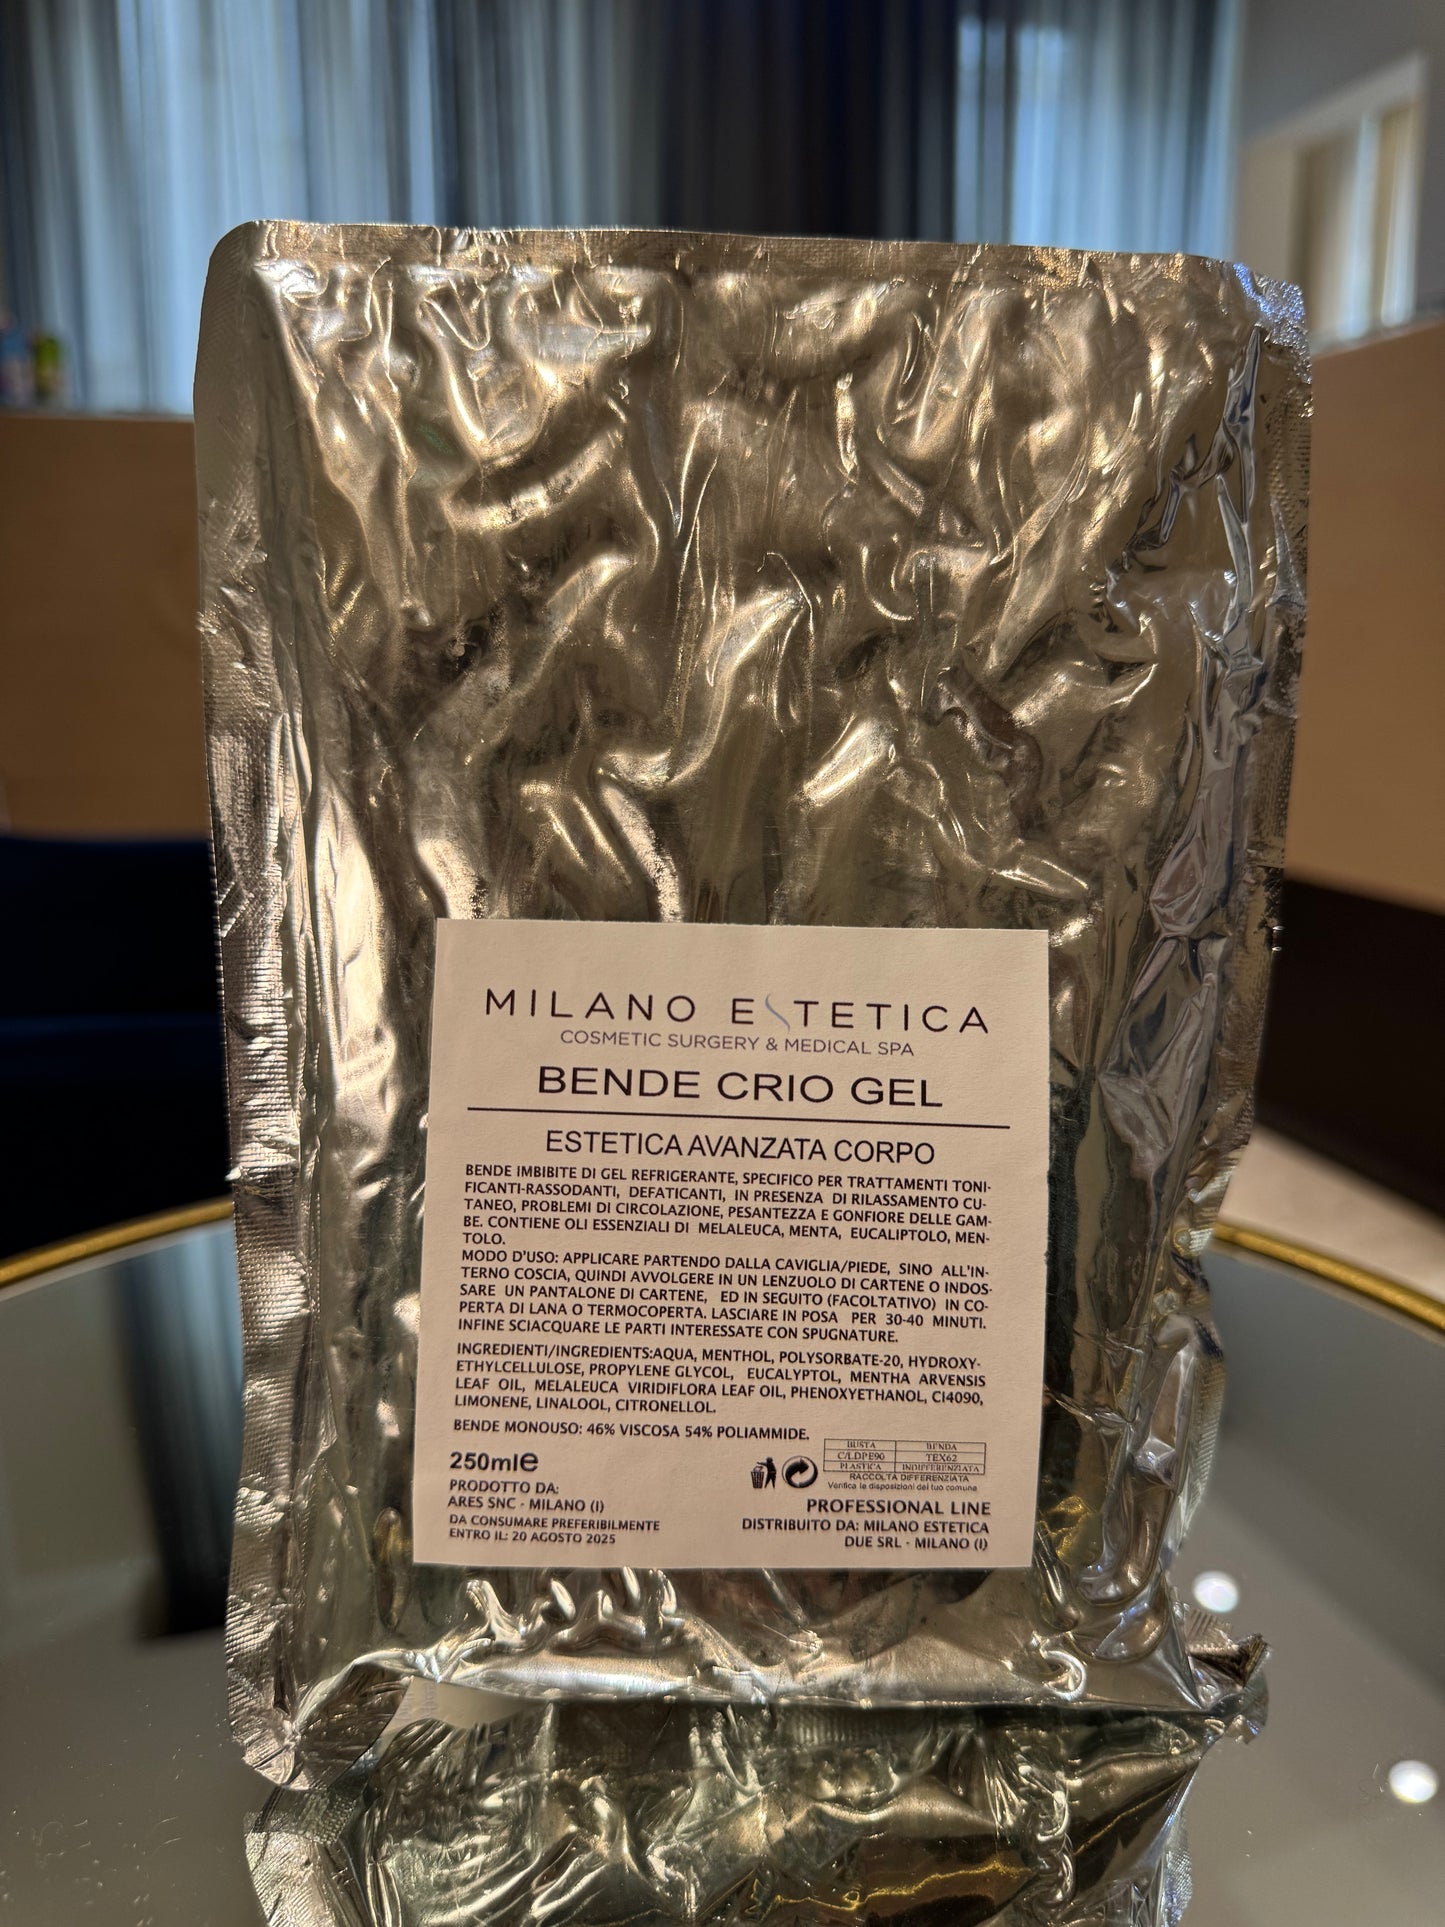 MILANO ESTETICA
COSMETIC SURGERY & MEDICAL SPA
BENDE CRIO GEL
ESTETICA AVANZATA CORPO
BENDE IMBIBITE DI GEL REFRIGERANTE, SPECIFICO PER TRATTAMENTI TONI-
FICANTI-RASSODANTI, DEFATICANTI, IN PRESENZA DI RILASSAMENTO CU-
TANEO, PROBLEMI DI CIRCOLAZIONE, PESANTEZZA E GONFIORE DELLE GAM-
BE. CONTIENE OLI ESSENZIALI DI MELALEUCA, MENTA, EUCALIPTOLO, MEN-
TOLO.
MODO D'USO: APPLICARE PARTENDO DALLA CAVIGLIA/PIEDE, SINO ALL'IN-
TERNO COSCIA, QUINDI AVVOLGERE IN UN LENZUOLO DI CARTENE O INDOS-
SARE UN PANTALONE DI CARTENE, ED IN SEGUITO (FACOLTATIVO) IN CO-
PERTA DI LANA O TERMOCOPERTA. LASCIARE IN POSA PER 30-40 MINUTI.
INFINE SCIACQUARE LE PARTI INTERESSATE CON SPUGNATURE.
INGREDIENTI/INGREDIENTS:AQUA, MENTHOL, POLYSORBATE-20, HYDROXY-
ETHYLCELLULOSE, PROPYLENE GLYCOL, EUCALYPTOL, MENTHA ARVENSIS
LEAF OIL, MELALEUCA VIRIDIFLORA LEAF OIL, PHENOXYETHANOL, CI4090,
LIMONENE, LINALOOL, CITRONELLOL.
BENDE MONOUSO: 46% VISCOSA 54% POLIAMMIDE.
250ml℮
BUSTA BENDA
C/LDPE90 TEX62
PLASTICA INDIFFERENZIATA
RACCOLTA DIFFERENZIATA
Verifica le disposizioni del tuo comune
PRODOTTO DA:
ARES SNC - MILANO (I)
DA CONSUMARE PREFERIBILMENTE
ENTRO IL: 20 AGOSTO 2025
PROFESSIONAL LINE
DISTRIBUITO DA: MILANO ESTETICA
DUE SRL - MILANO (I)